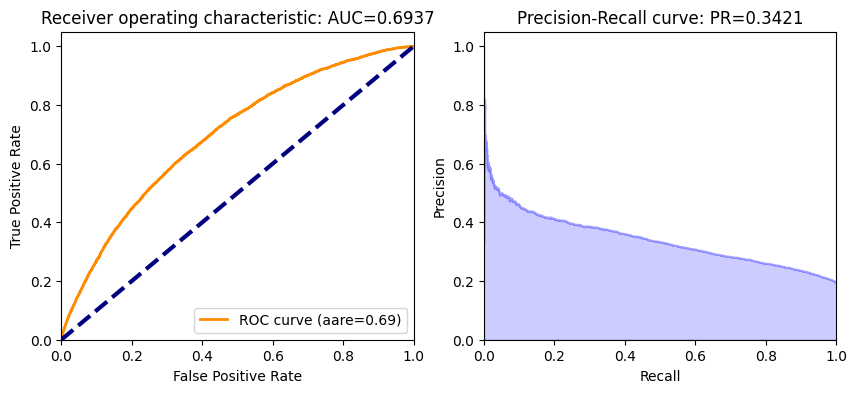 Receiver operating characteristic: AUC=0.6937
True Positive Rate
1.0
0.8
0.6
0.4
0.2
0.0
ROC curve (aare=0.69)
0.0 0.2 0.4 0.6 0.8 1.0
False Positive Rate
Precision-Recall curve: PR=0.3421
Precision
1.0
0.8
0.6
0.4
0.2
0.0
0.0 0.2 0.4 0.6 0.8 1.0
Recall